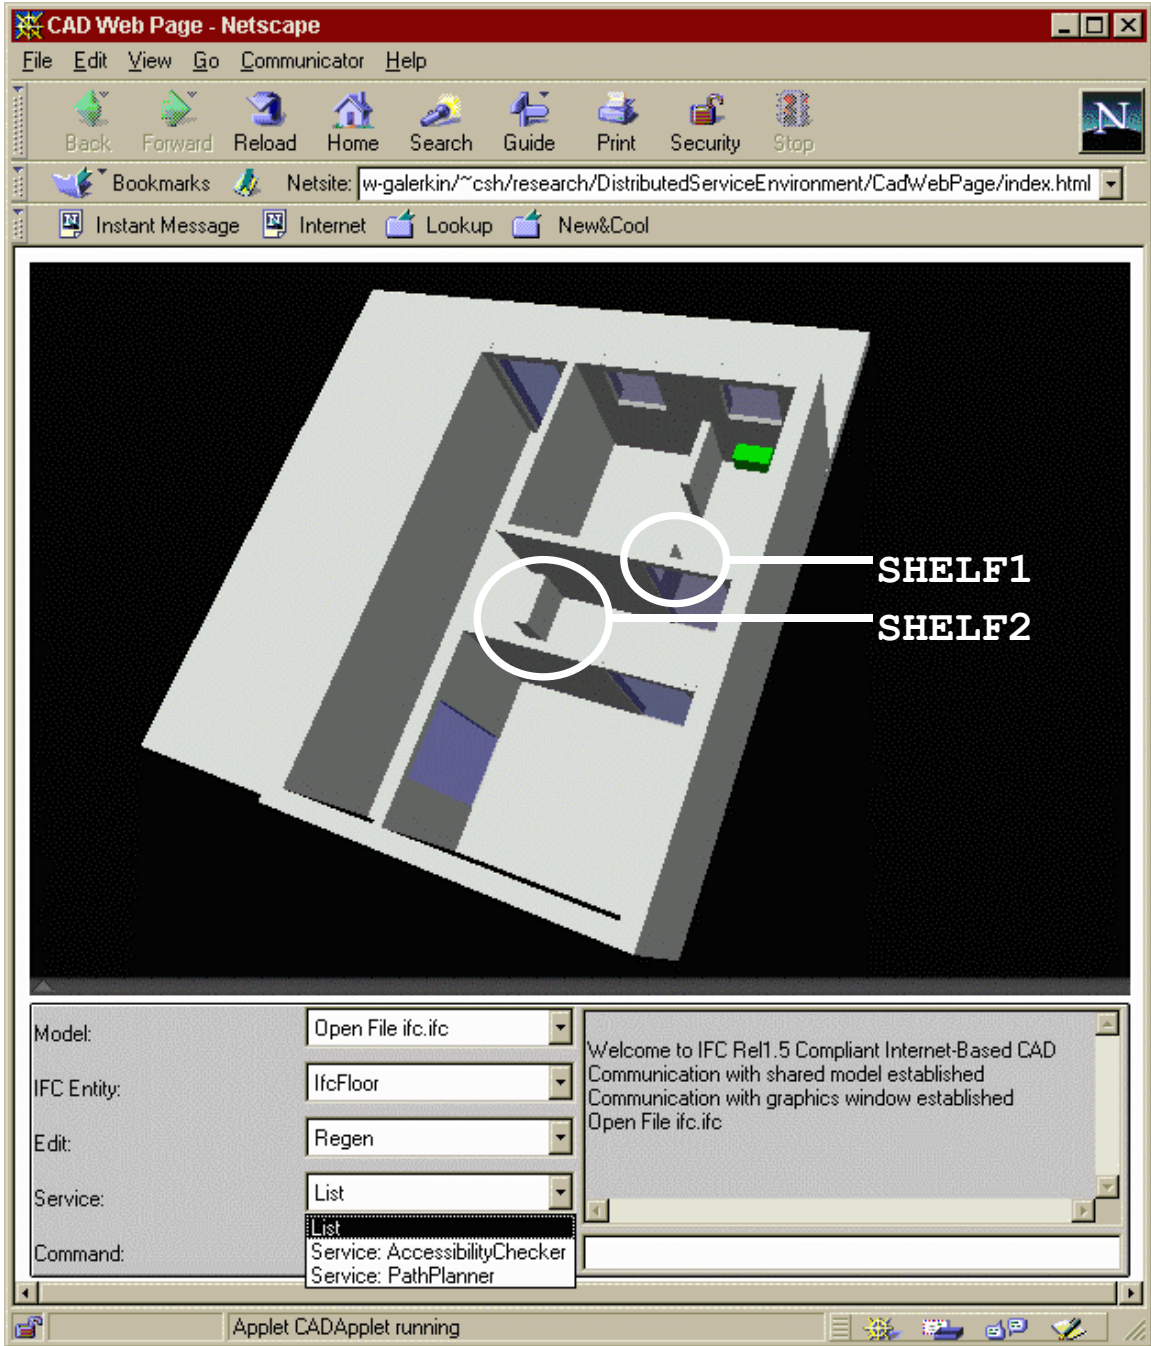 CAD Web Page - Netscape
File Edit View Go Communicator Help
Back Forward Reload Home Search Guide Print Security Stop
N
Bookmarks Netsite: w-galerkin/~csh/research/DistributedServiceEnvironment/CadWebPage/index.html
Instant Message Internet Lookup New&Cool
SHELF1
SHELF2
Model: Open File ifc.ifc
IFC Entity: IfcFloor
Edit: Regen
Service: List
List
Service: AccessibilityChecker
Service: PathPlanner
Command:
Welcome to IFC Rel1.5 Compliant Internet-Based CAD
Communication with shared model established
Communication with graphics window established
Open File ifc.ifc
Applet CADApplet running